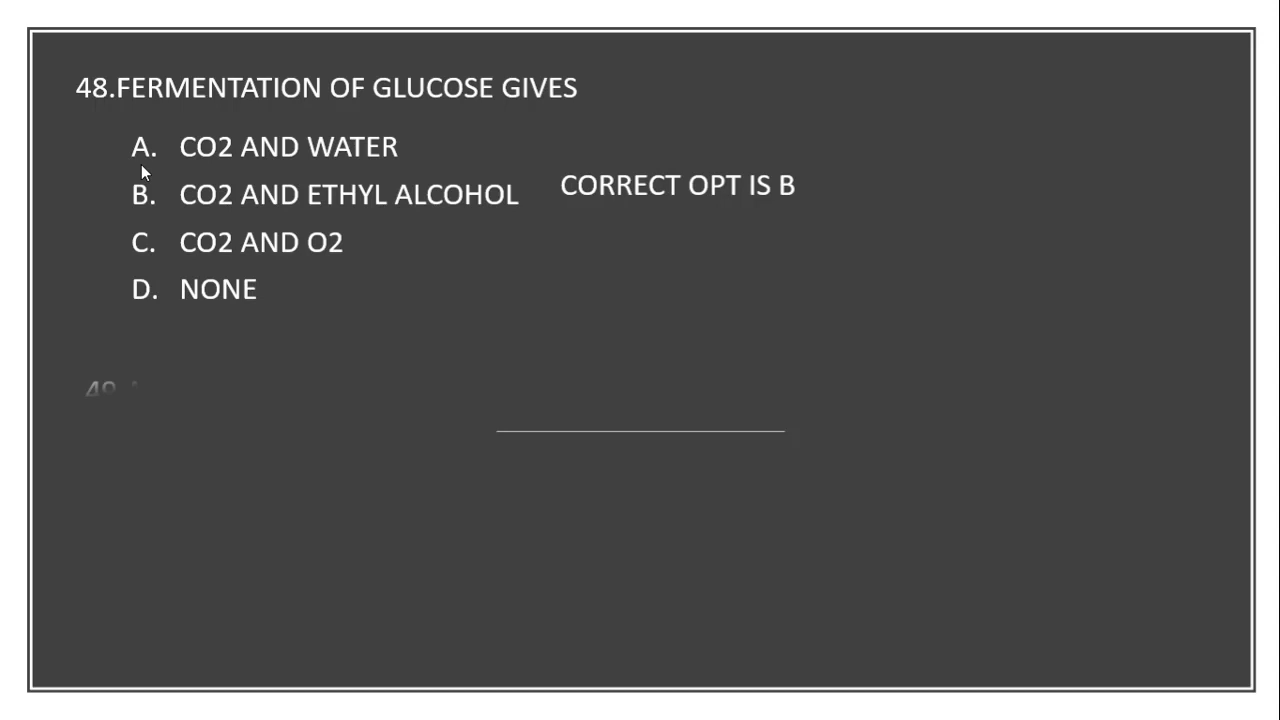 48.FERMENTATION OF GLUCOSE GIVES
A. CO2 AND WATER
B. CO2 AND ETHYL ALCOHOL
CORRECT OPT IS B
C. CO2 AND O2
D. NONE